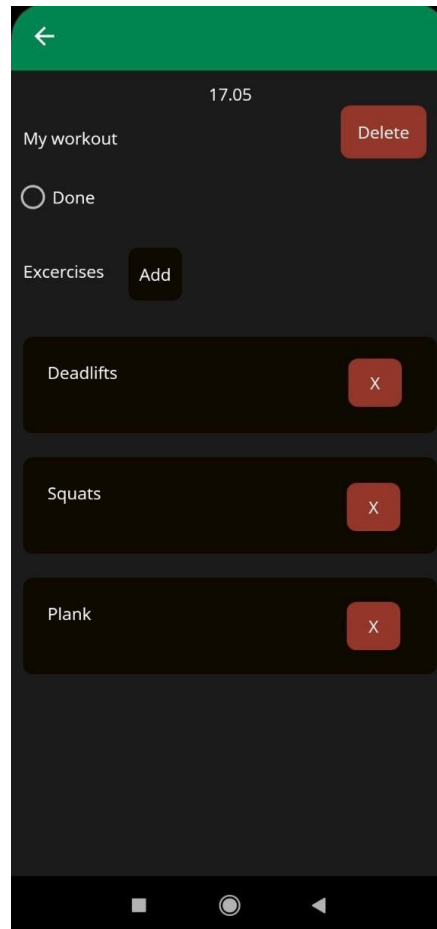 17.05
My workout
Delete
Done
Excercises
Add
Deadlifts
X
Squats
X
Plank
X